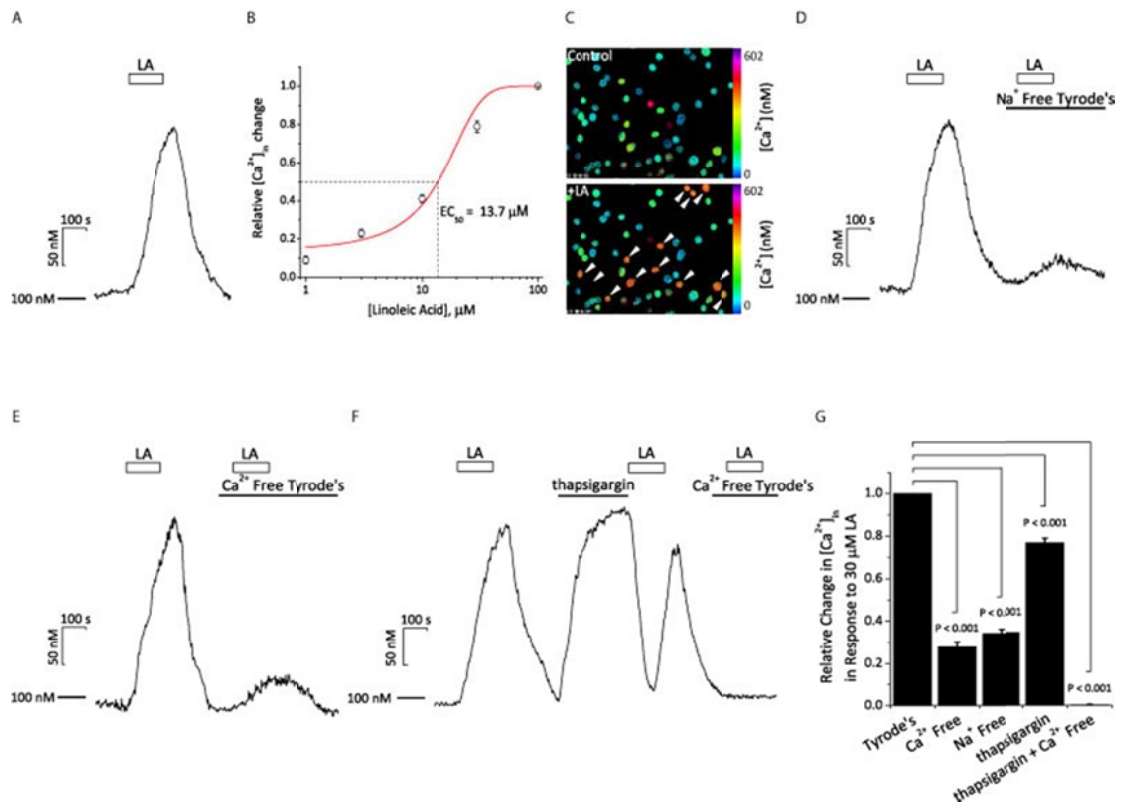 A
LA
100 s
50 nM
100 nM
B
Relative [Ca²⁺]ᵢₙ change
1.0
0.8
0.6
0.4
0.2
0.0
EC₅₀ = 13.7 μM
1
10
100
[Linoleic Acid], μM
C
Control
602
[Ca²⁺] (nM)
0
+LA
602
[Ca²⁺] (nM)
0
D
LA
LA
Na⁺ Free Tyrode's
100 s
50 nM
100 nM
E
LA
LA
Ca²⁺ Free Tyrode's
100 s
50 nM
100 nM
F
LA
thapsigargin
LA
LA
Ca²⁺ Free Tyrode's
100 s
50 nM
100 nM
G
Relative Change in [Ca²⁺]ᵢₙ
in Response to 30 μM LA
1.0
0.8
0.6
0.4
0.2
0.0
P < 0.001
P < 0.001
P < 0.001
P < 0.001
Tyrode's
Ca²⁺ Free
Na⁺ Free
thapsigargin
thapsigargin + Ca²⁺ Free